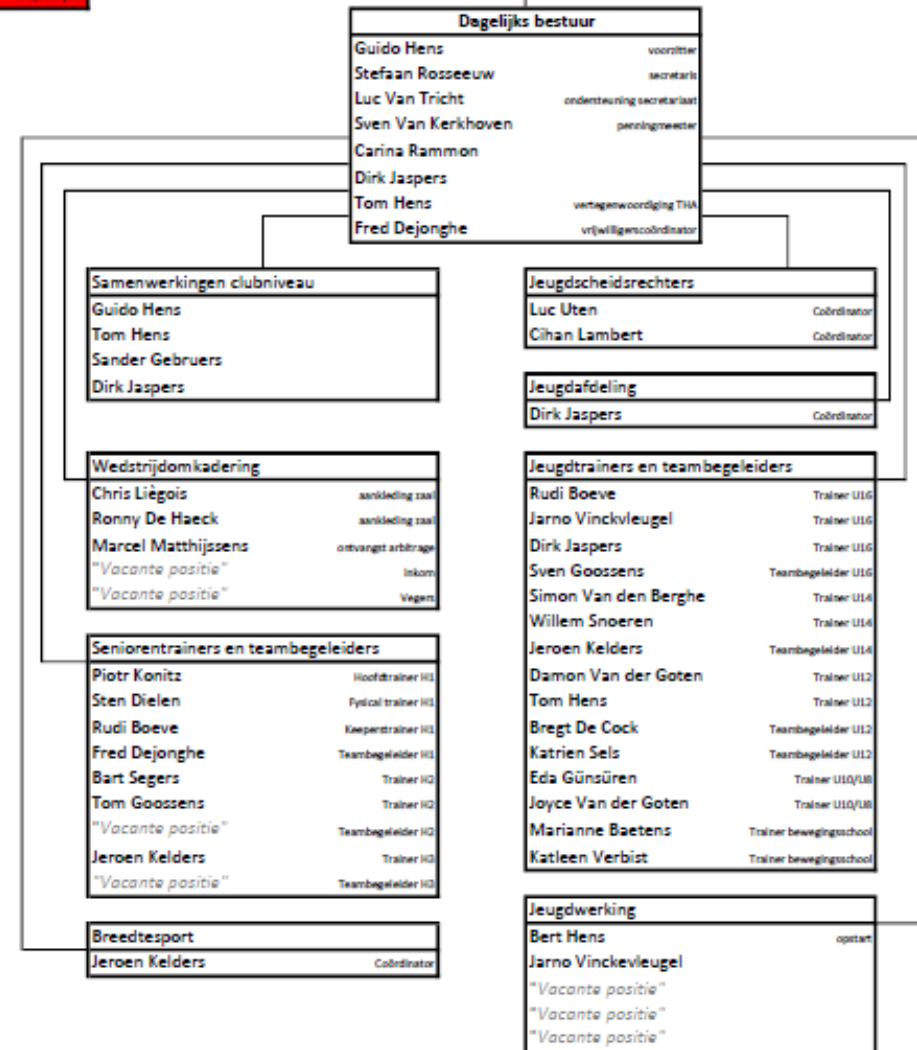 Dagelijks bestuur
Guido Hens voorzitter
Stefaan Rosseeuw secretaris
Luc Van Tricht ondersteuning secretariaat
Sven Van Kerkhoven penningmeester
Carina Rammon
Dirk Jaspers
Tom Hens vertegenwoordiging THA
Fred Dejonghe vrijwilligerscoördinator
Samenwerkingen clubniveau
Guido Hens
Tom Hens
Sander Gebruers
Dirk Jaspers
Jeugdscheidsrechters
Luc Uten Coördinator
Cihan Lambert Coördinator
Jeugdafdeling
Dirk Jaspers Coördinator
Wedstrijdomkadering
Chris Liègois aankleding zaal
Ronny De Haeck aankleding zaal
Marcel Matthijssens ontvangst arbitrage
"Vacante positie" Inkom
"Vacante positie" Vegers
Seniorentrainers en teambegeleiders
Piotr Konitz Hoofdtrainer H1
Sten Dielen Fysical trainer H1
Rudi Boeve Keeperstrainer H1
Fred Dejonghe Teambegeleider H1
Bart Segers Trainer H2
Tom Goossens Trainer H2
"Vacante positie" Teambegeleider H2
Jeroen Kelders Trainer H3
"Vacante positie" Teambegeleider H3
Breedtesport
Jeroen Kelders Coördinator
Jeugdtrainers en teambegeleiders
Rudi Boeve Trainer U16
Jarno Vinckvleugel Trainer U16
Dirk Jaspers Trainer U16
Sven Goossens Teambegeleider U16
Simon Van den Berghe Trainer U14
Willem Snoeren Trainer U14
Jeroen Kelders Teambegeleider U14
Damon Van der Goten Trainer U12
Tom Hens Trainer U12
Bregt De Cock Teambegeleider U12
Katrien Sels Teambegeleider U12
Eda Günsüren Trainer U10/U8
Joyce Van der Goten Trainer U10/U8
Marianne Baetens Trainer bewegingsschool
Katleen Verbist Trainer bewegingsschool
Jeugdwerking
Bert Hens opstart
Jarno Vinckevleugel
"Vacante positie"
"Vacante positie"
"Vacante positie"